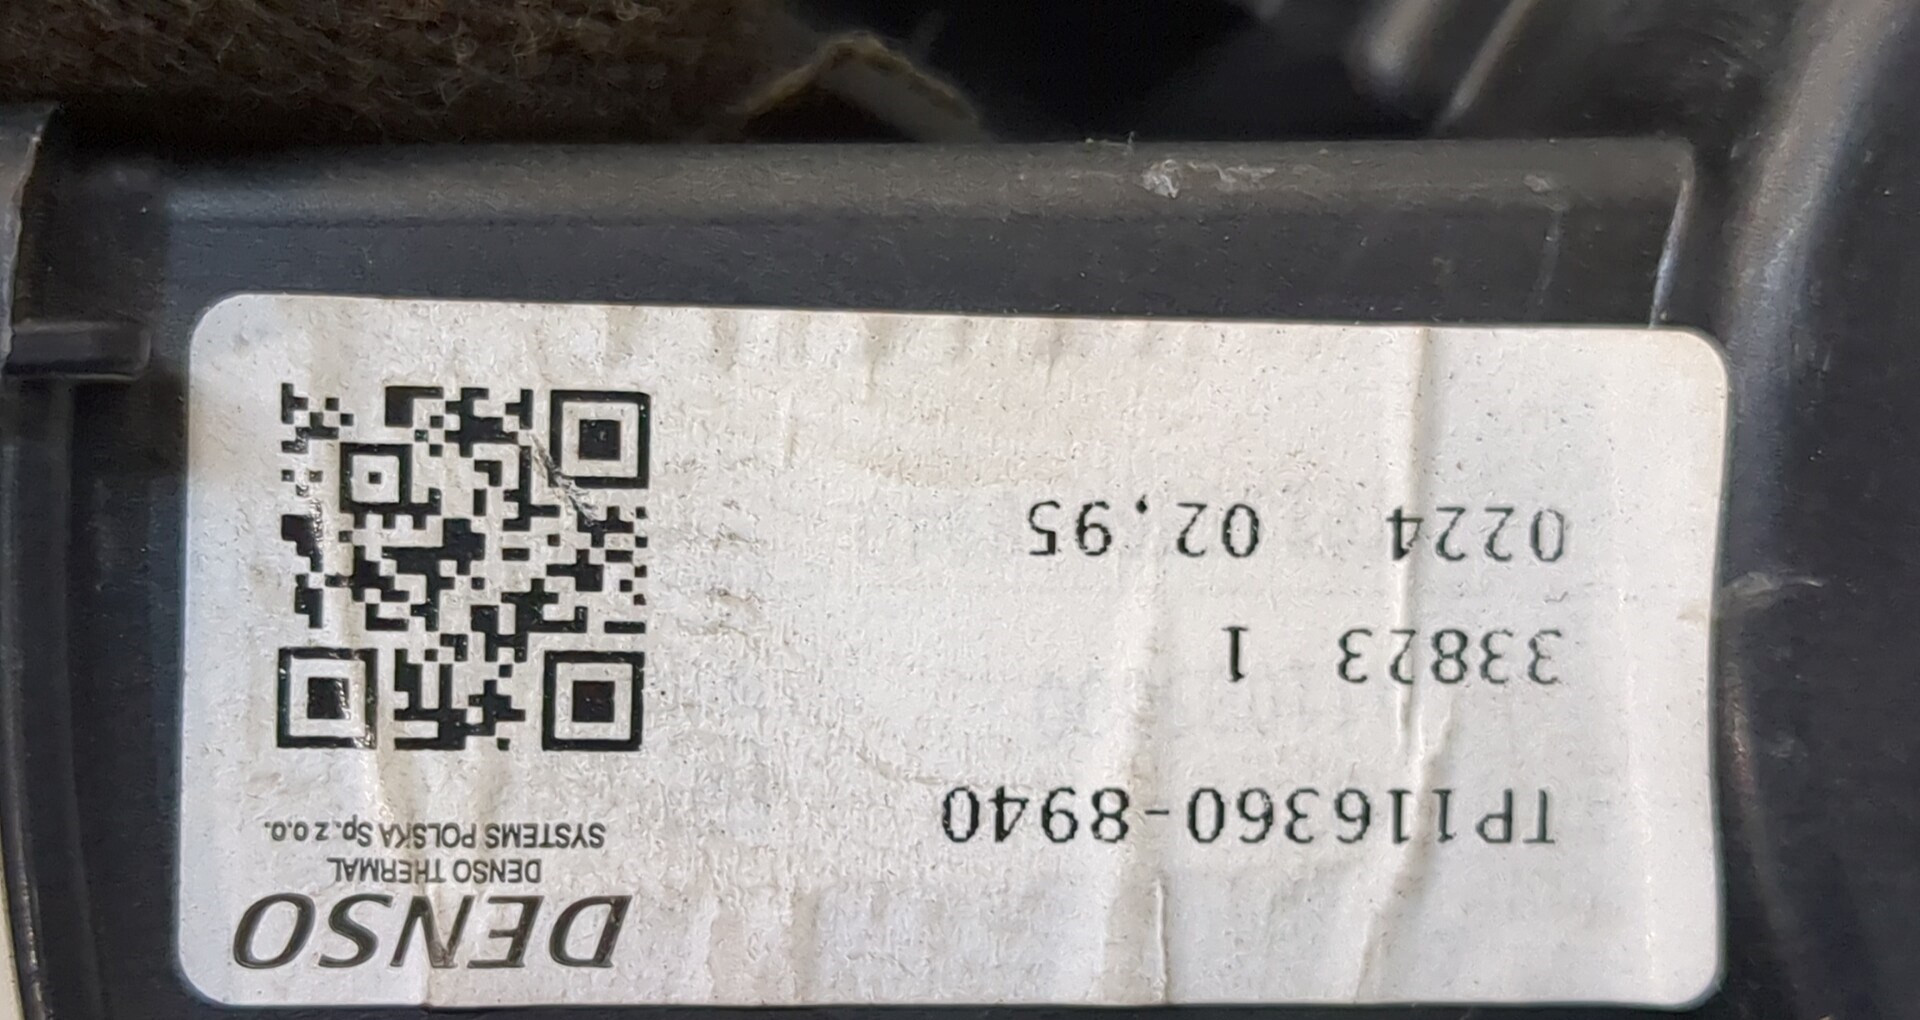 TP116360-8940
33823 1
0224 02.95
DENSO
DENSO THERMAL
SYSTEMS POLSKA Sp. z o.o.